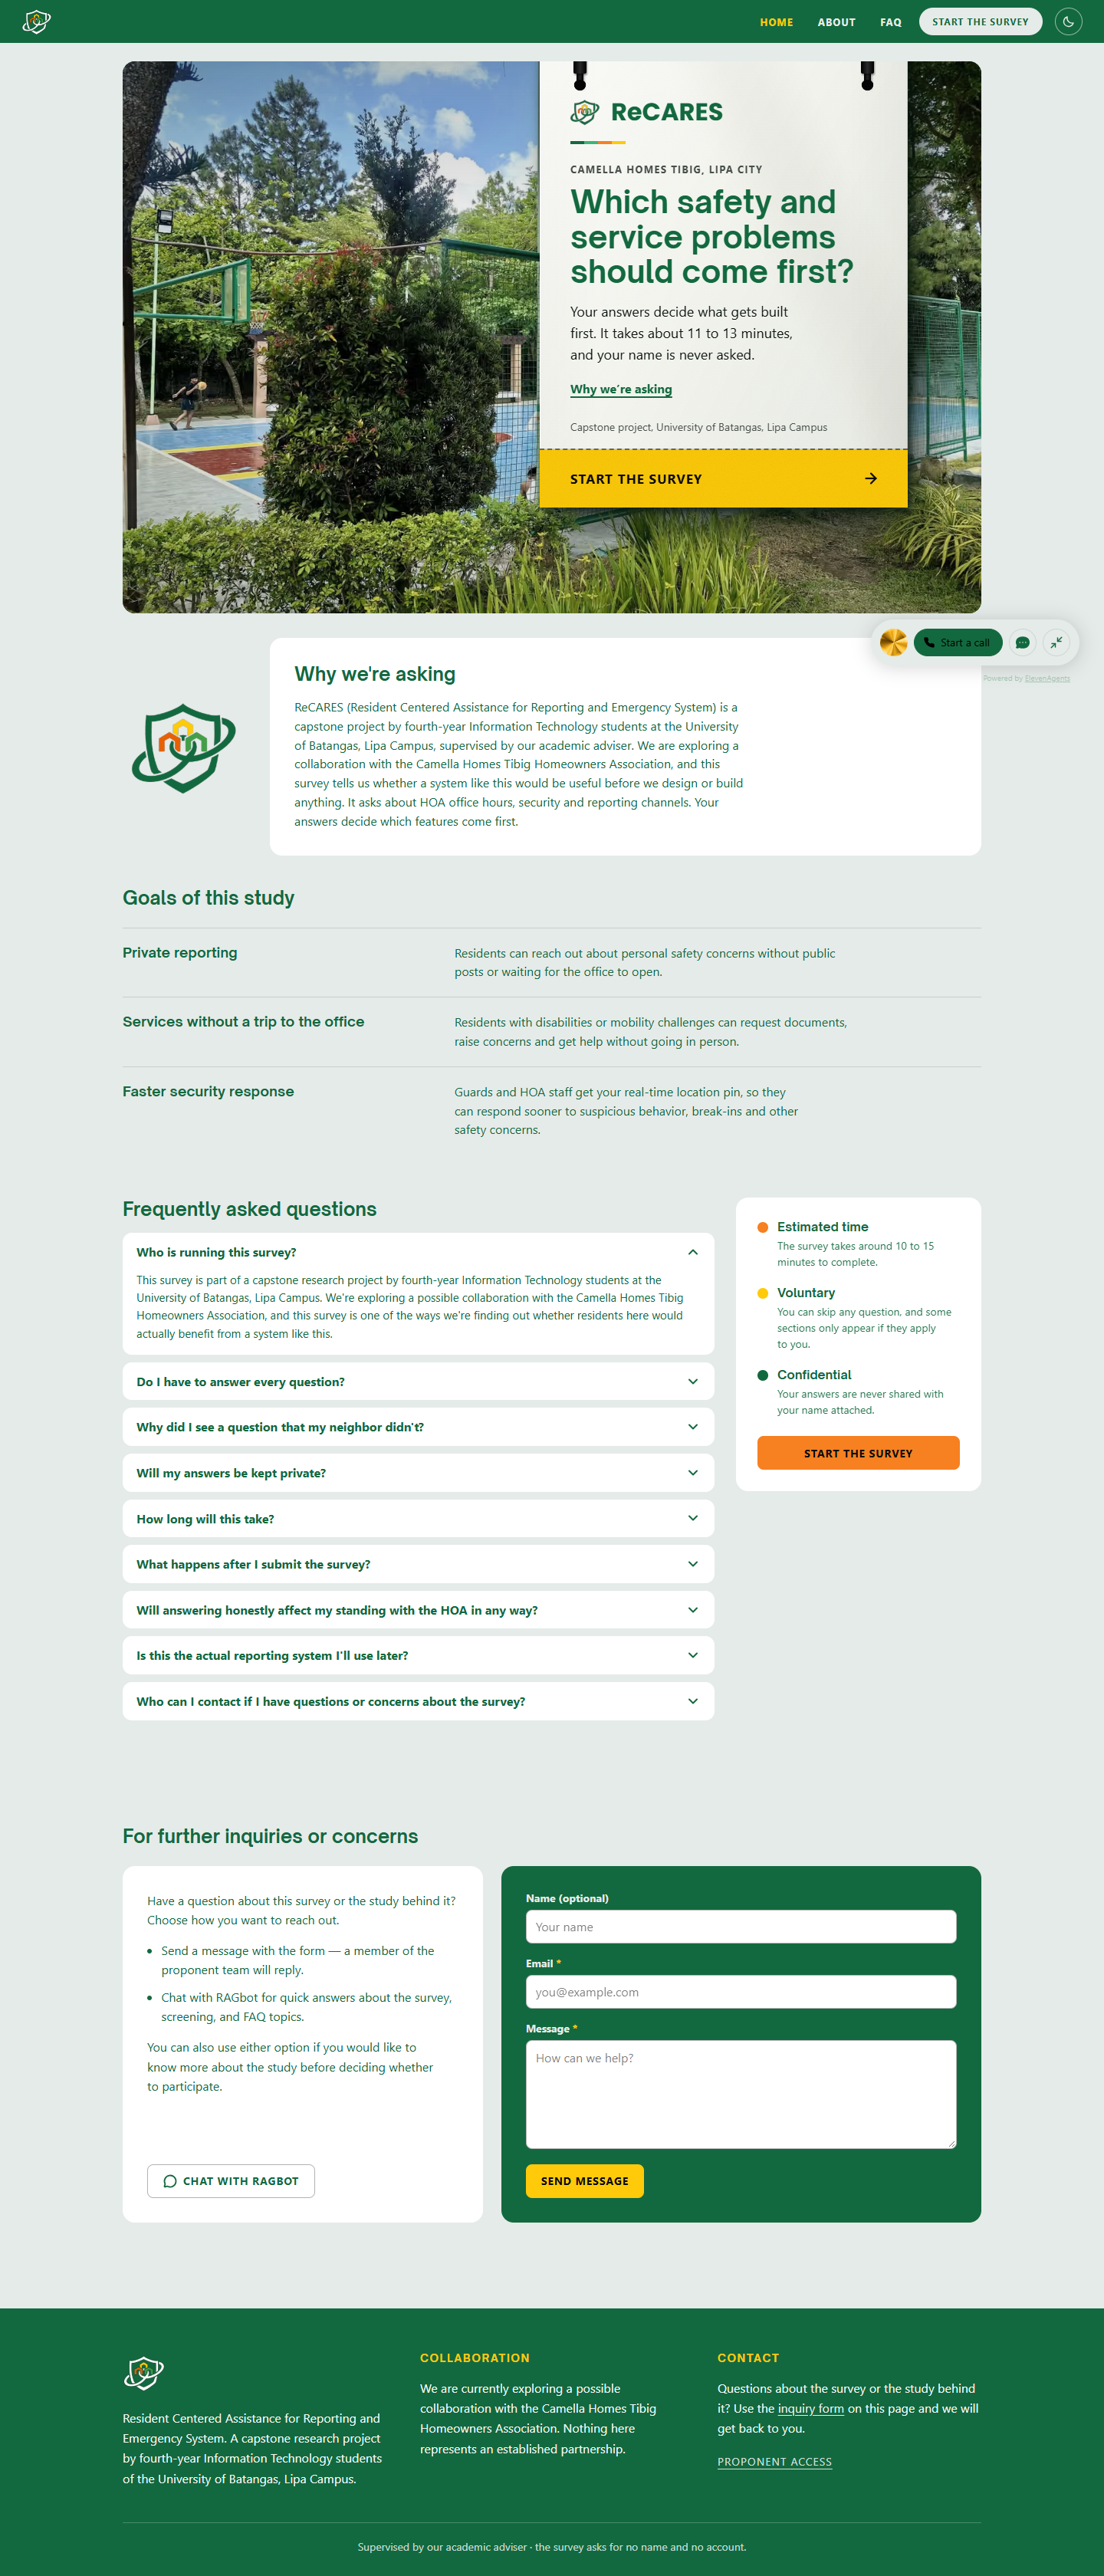 HOME
ABOUT
FAQ
START THE SURVEY
ReCARES
CAMELLA HOMES TIBIG, LIPA CITY
Which safety and
service problems
should come first?
Your answers decide what gets built
first. It takes about 11 to 13 minutes,
and your name is never asked.
Why we're asking
Capstone project, University of Batangas, Lipa Campus
START THE SURVEY
Start a call
Powered by ElevenAgents
Why we're asking
ReCARES (Resident Centered Assistance for Reporting and Emergency System) is a
capstone project by fourth-year Information Technology students at the University
of Batangas, Lipa Campus, supervised by our academic adviser. We are exploring a
collaboration with the Camella Homes Tibig Homeowners Association, and this
survey tells us whether a system like this would be useful before we design or build
anything. It asks about HOA office hours, security and reporting channels. Your
answers decide which features come first.
Goals of this study
Private reporting
Residents can reach out about personal safety concerns without public
posts or waiting for the office to open.
Services without a trip to the office
Residents with disabilities or mobility challenges can request documents,
raise concerns and get help without going in person.
Faster security response
Guards and HOA staff get your real-time location pin, so they
can respond sooner to suspicious behavior, break-ins and other
safety concerns.
Frequently asked questions
Who is running this survey?
This survey is part of a capstone research project by fourth-year Information Technology students at the
University of Batangas, Lipa Campus. We're exploring a possible collaboration with the Camella Homes Tibig
Homeowners Association, and this survey is one of the ways we're finding out whether residents here would
actually benefit from a system like this.
Do I have to answer every question?
Why did I see a question that my neighbor didn't?
Will my answers be kept private?
How long will this take?
What happens after I submit the survey?
Will answering honestly affect my standing with the HOA in any way?
Is this the actual reporting system I'll use later?
Who can I contact if I have questions or concerns about the survey?
Estimated time
The survey takes around 10 to 15
minutes to complete.
Voluntary
You can skip any question, and some
sections only appear if they apply
to you.
Confidential
Your answers are never shared with
your name attached.
START THE SURVEY
For further inquiries or concerns
Have a question about this survey or the study behind it?
Choose how you want to reach out.
• Send a message with the form — a member of the
proponent team will reply.
• Chat with RAGbot for quick answers about the survey,
screening, and FAQ topics.
You can also use either option if you would like to
know more about the study before deciding whether
to participate.
CHAT WITH RAGBOT
Name (optional)
Your name
Email *
you@example.com
Message *
How can we help?
SEND MESSAGE
Resident Centered Assistance for Reporting and
Emergency System. A capstone research project
by fourth-year Information Technology students
of the University of Batangas, Lipa Campus.
COLLABORATION
We are currently exploring a possible
collaboration with the Camella Homes Tibig
Homeowners Association. Nothing here
represents an established partnership.
CONTACT
Questions about the survey or the study behind
it? Use the inquiry form on this page and we will
get back to you.
PROPONENT ACCESS
Supervised by our academic adviser · the survey asks for no name and no account.